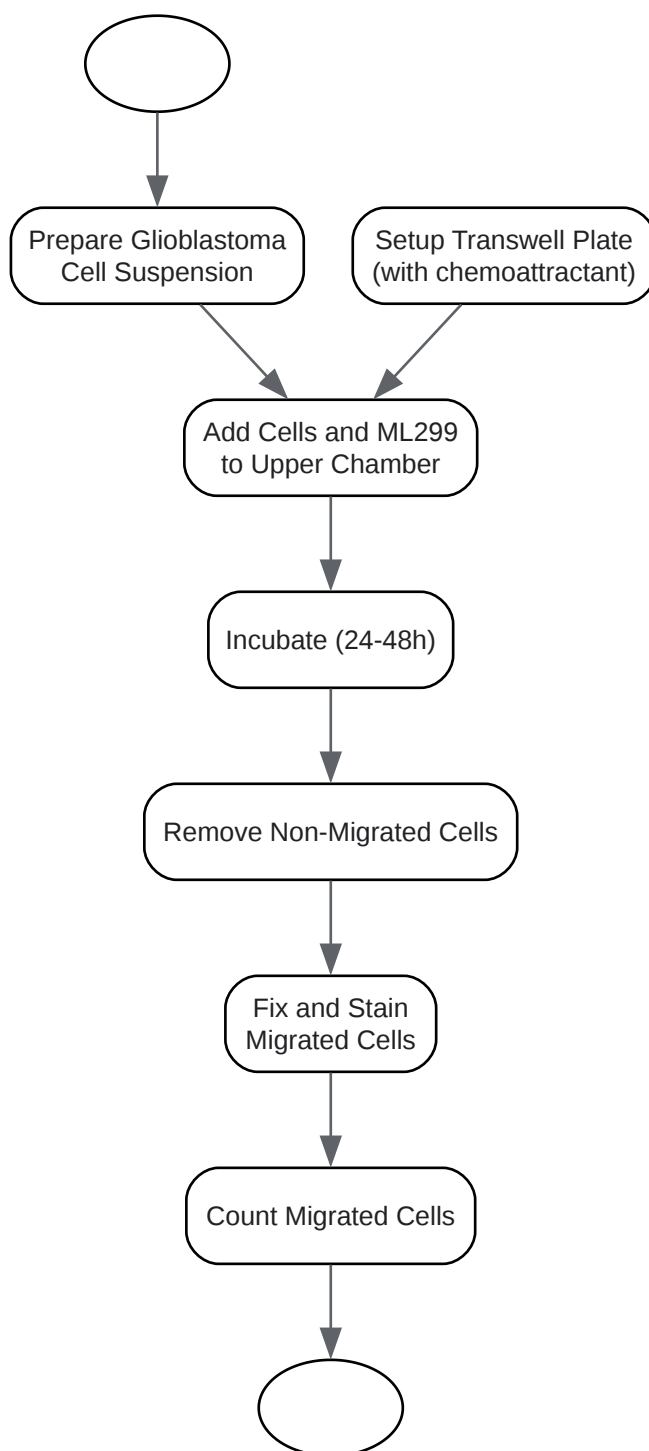 Prepare Glioblastoma
Cell Suspension
Setup Transwell Plate
(with chemoattractant)
Add Cells and ML299
to Upper Chamber
Incubate (24-48h)
Remove Non-Migrated Cells
Fix and Stain
Migrated Cells
Count Migrated Cells